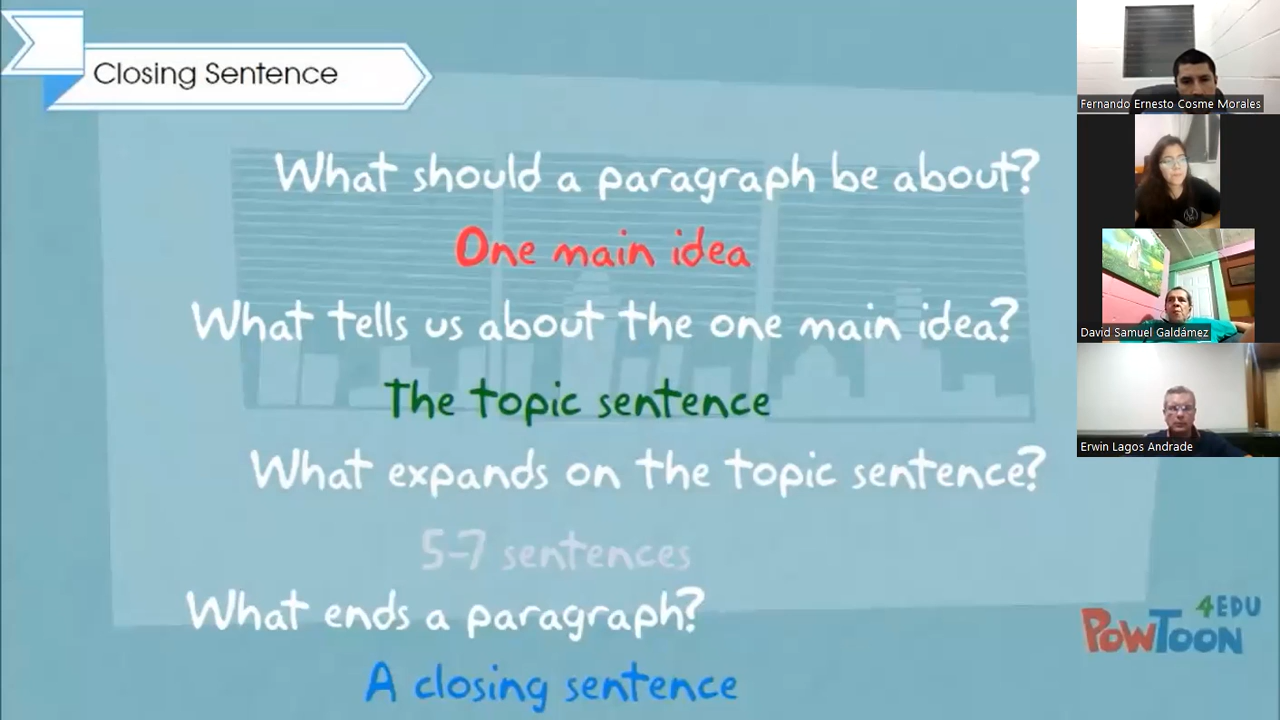 Closing Sentence
What should a paragraph be about?
One main idea
What tells us about the one main idea?
The topic sentence
What expands on the topic sentence?
5-7 sentences
What ends a paragraph?
A closing sentence
4EDU
POWTOON
Fernando Ernesto Cosme Morales
David Samuel Galdámez
Erwin Lagos Andrade